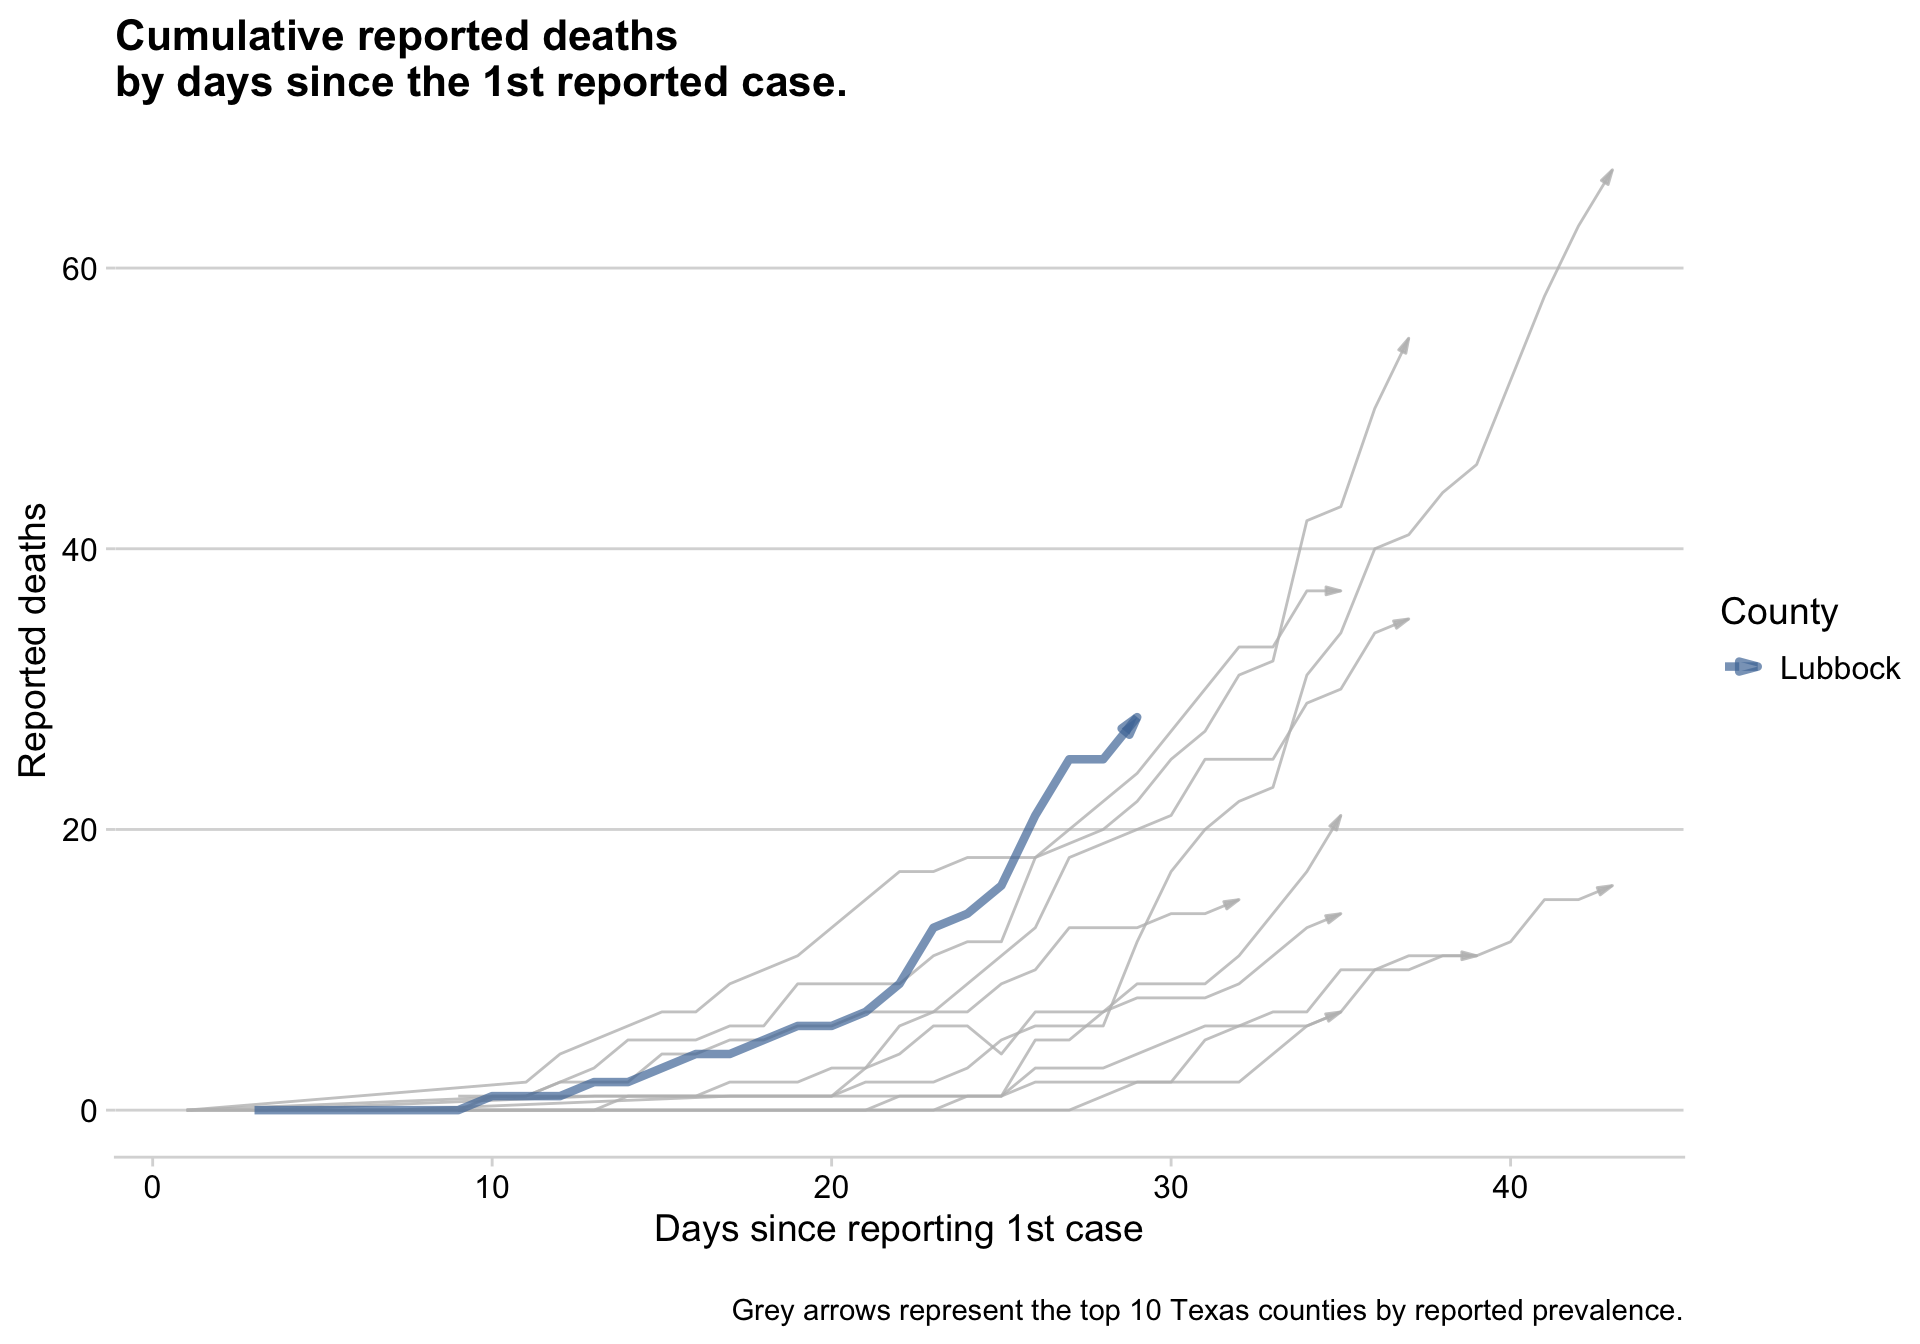 Cumulative reported deaths
by days since the 1st reported case.
60
40
20
0
Reported deaths
0 10 20 30 40
Days since reporting 1st case
County
Lubbock
Grey arrows represent the top 10 Texas counties by reported prevalence.